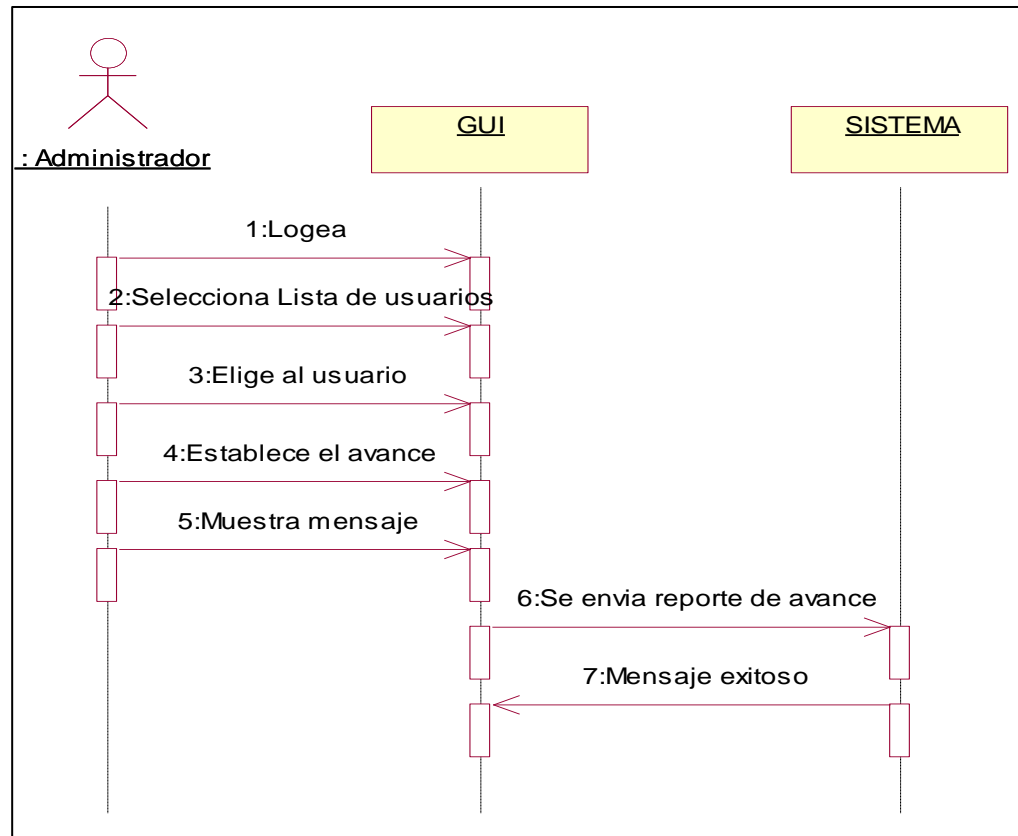 : Administrador
GUI
SISTEMA
1:Logea
2:Selecciona Lista de usuarios
3:Elige al usuario
4:Establece el avance
5:Muestra mensaje
6:Se envia reporte de avance
7:Mensaje exitoso